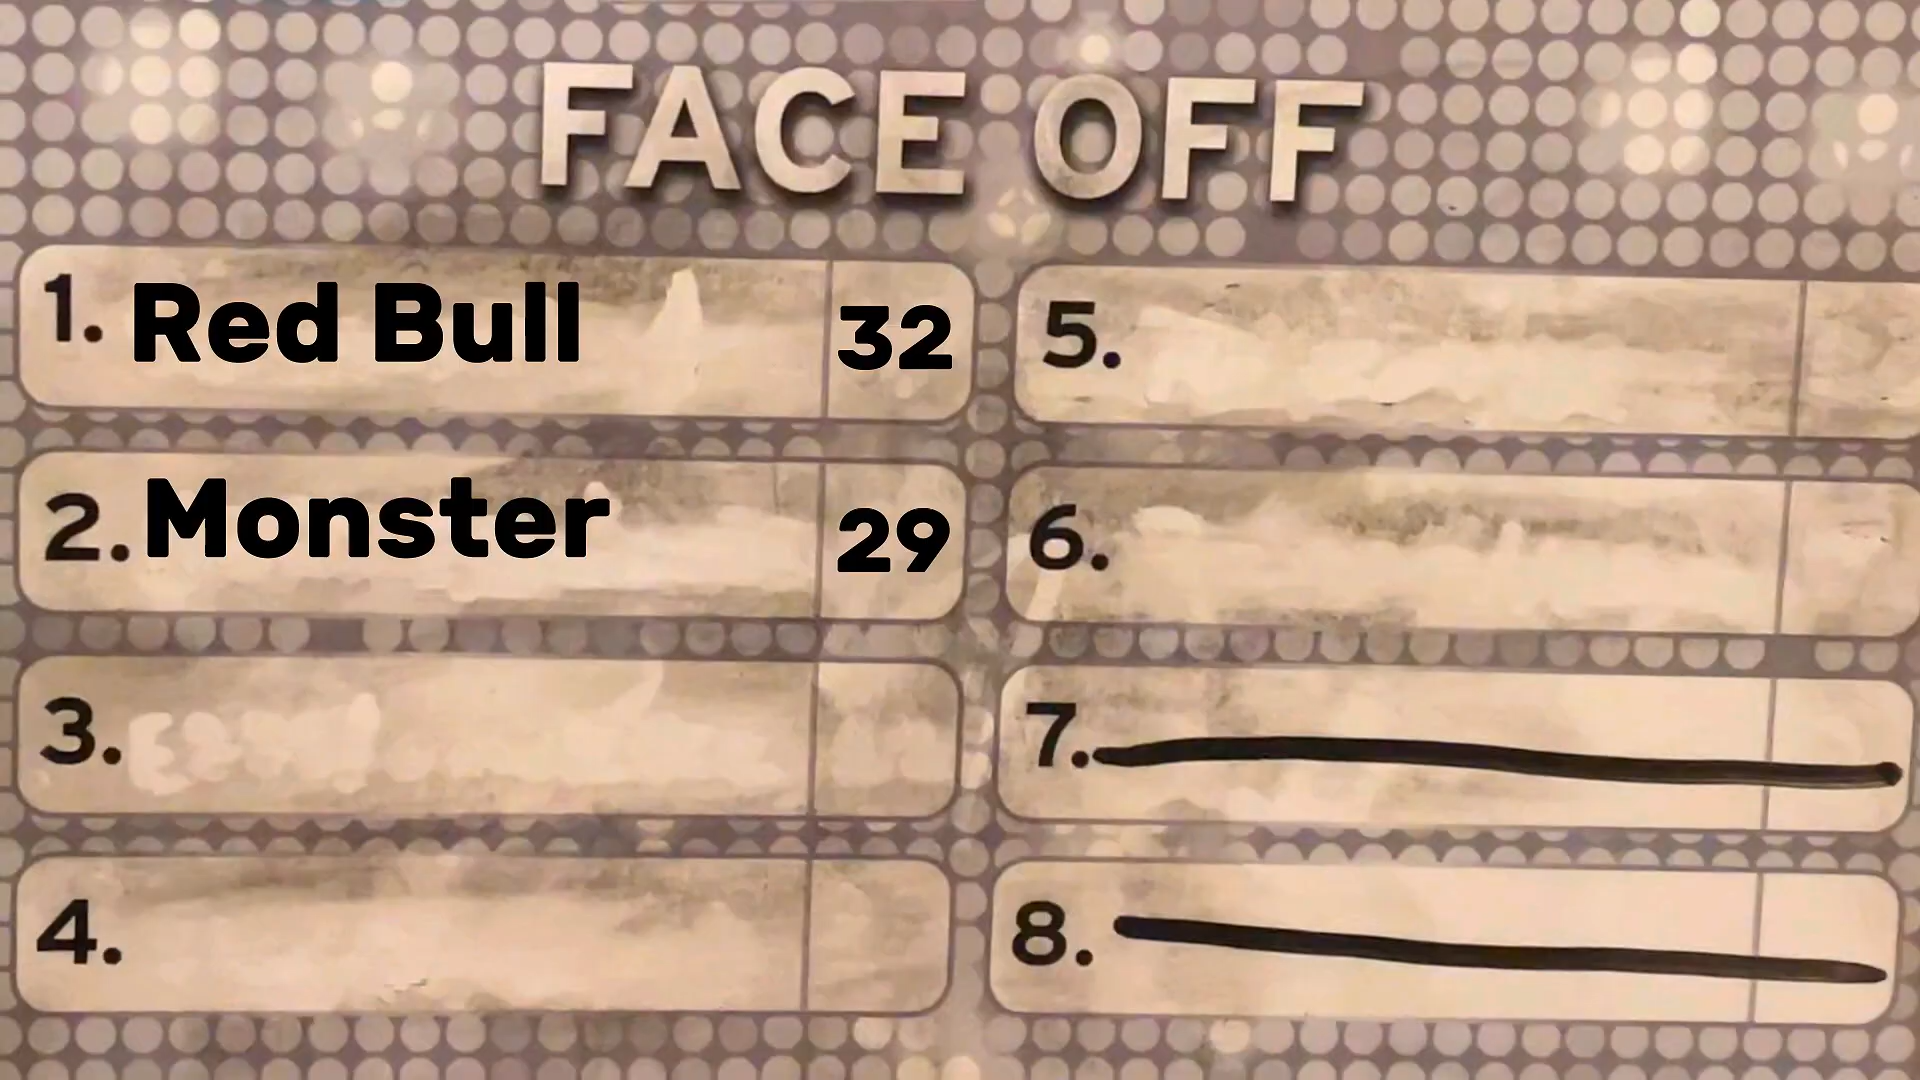 FACE OFF
1. Red Bull 32
2. Monster 29
3.
4.
5.
6.
7.
8.